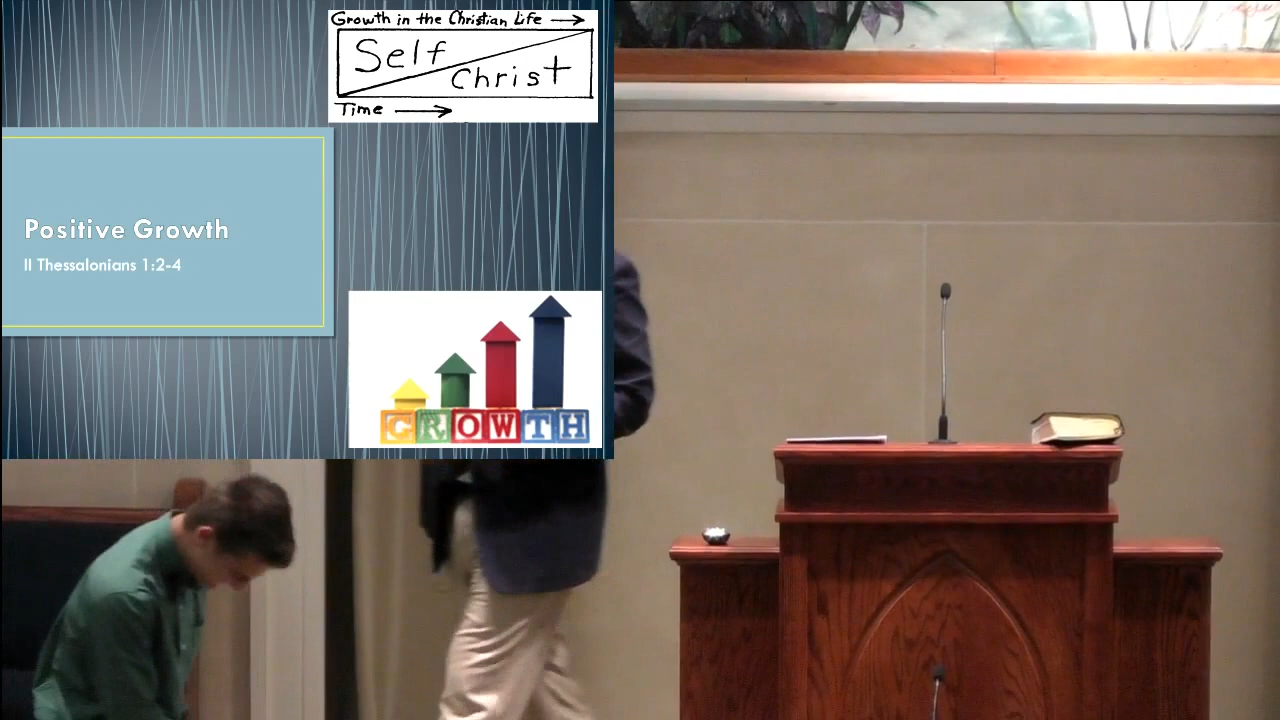 Growth in the Christian Life
Self
Christ
Time
Positive Growth
II Thessalonians 1:2-4
GROWTH